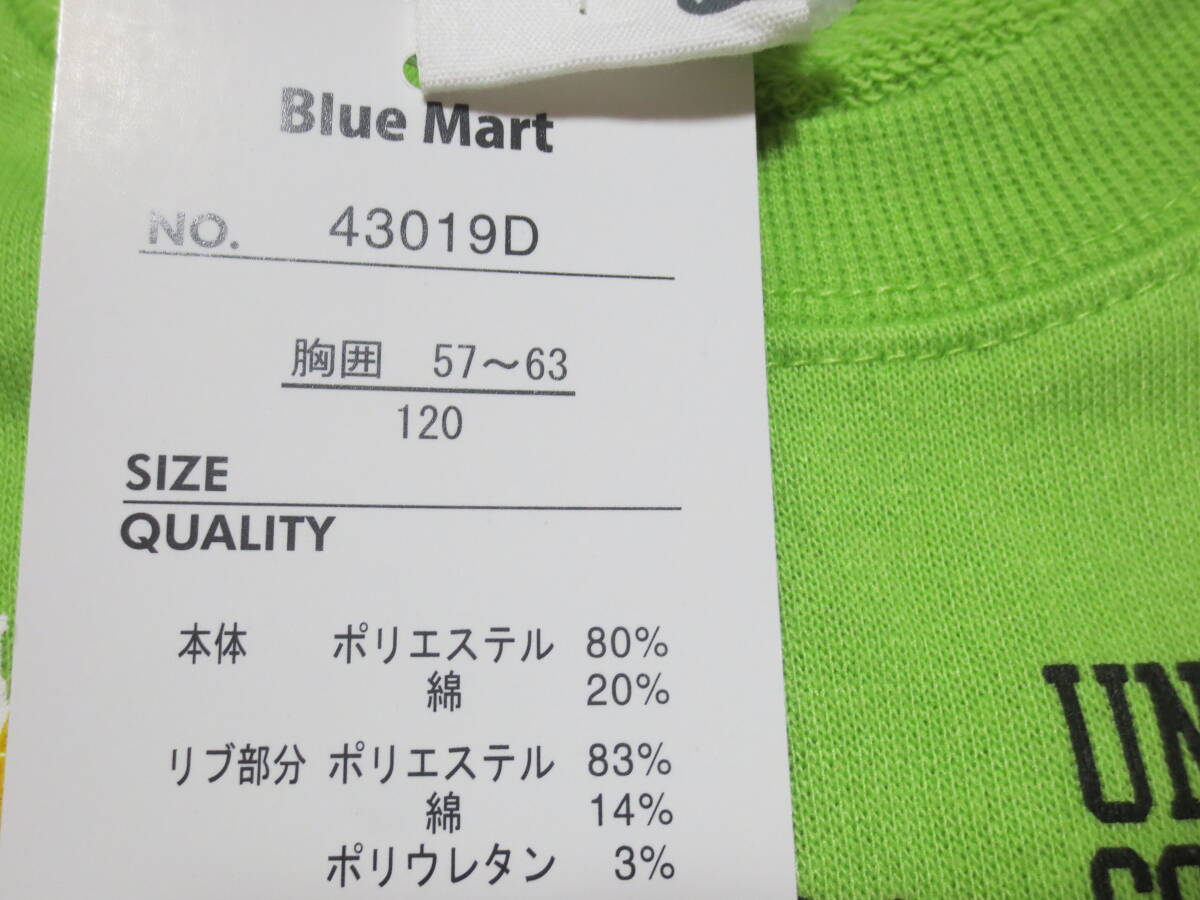 Blue Mart
NO. 43019D
胸囲 57～63
120
SIZE
QUALITY
本体 ポリエステル 80%
綿 20%
リブ部分 ポリエステル 83%
綿 14%
ポリウレタン 3%
UN
CO